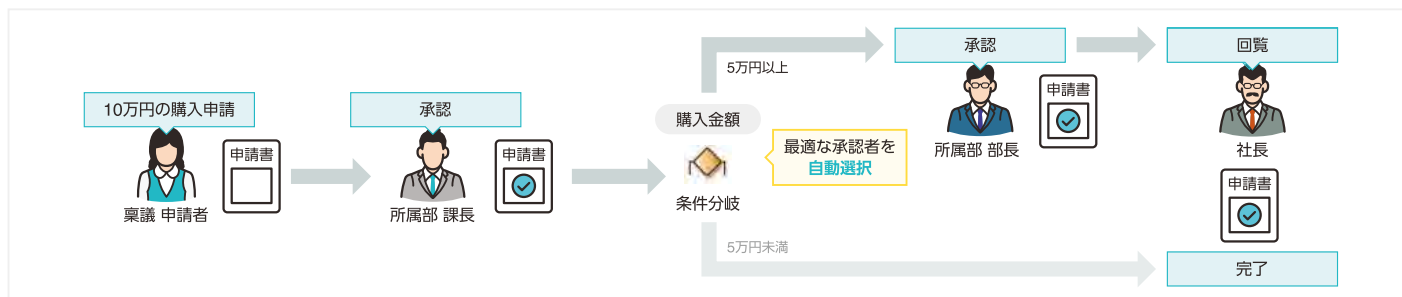 10万円の購入申請
申請書
稟議 申請者
承認
申請書
所属部 課長
購入金額
条件分岐
最適な承認者を
自動選択
5万円以上
承認
申請書
所属部 部長
回覧
社長
申請書
5万円未満
完了